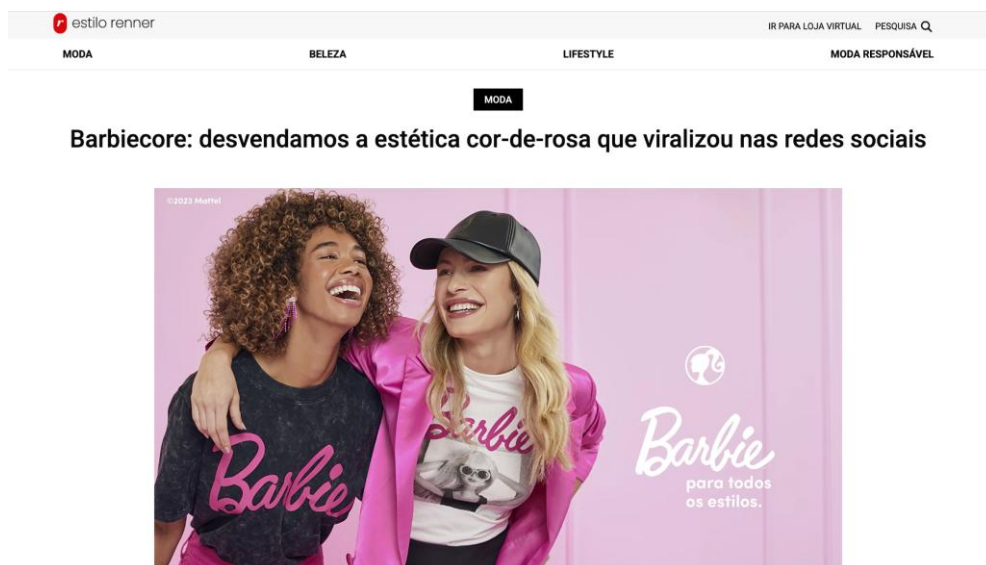 r estilo renner
IR PARA LOJA VIRTUAL PESQUISA
MODA BELEZA LIFESTYLE MODA RESPONSÁVEL
MODA
Barbiecore: desvendamos a estética cor-de-rosa que viralizou nas redes sociais
©2023 Mattel
Barbie
Barbie
Barbie
para todos
os estilos.